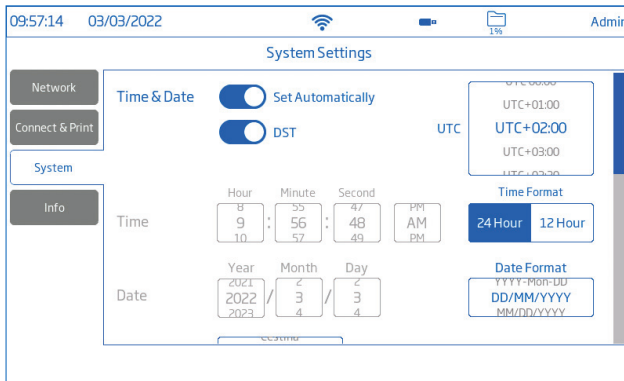 09:57:14 03/03/2022 1% Admin
System Settings
Network
Connect & Print
System
Info
Time & Date
Set Automatically
DST
UTC
UTC+01:00
UTC+02:00
UTC+03:00
Hour Minute Second
Time
8 55 47 PM
9 : 56 : 48 AM
10 57 49 PM
Time Format
24 Hour 12 Hour
Year Month Day
Date
2021 2 2
2022 / 3 / 3
2023 4 4
Date Format
YYYY-Mon-DD
DD/MM/YYYY
MM/DD/YYYY